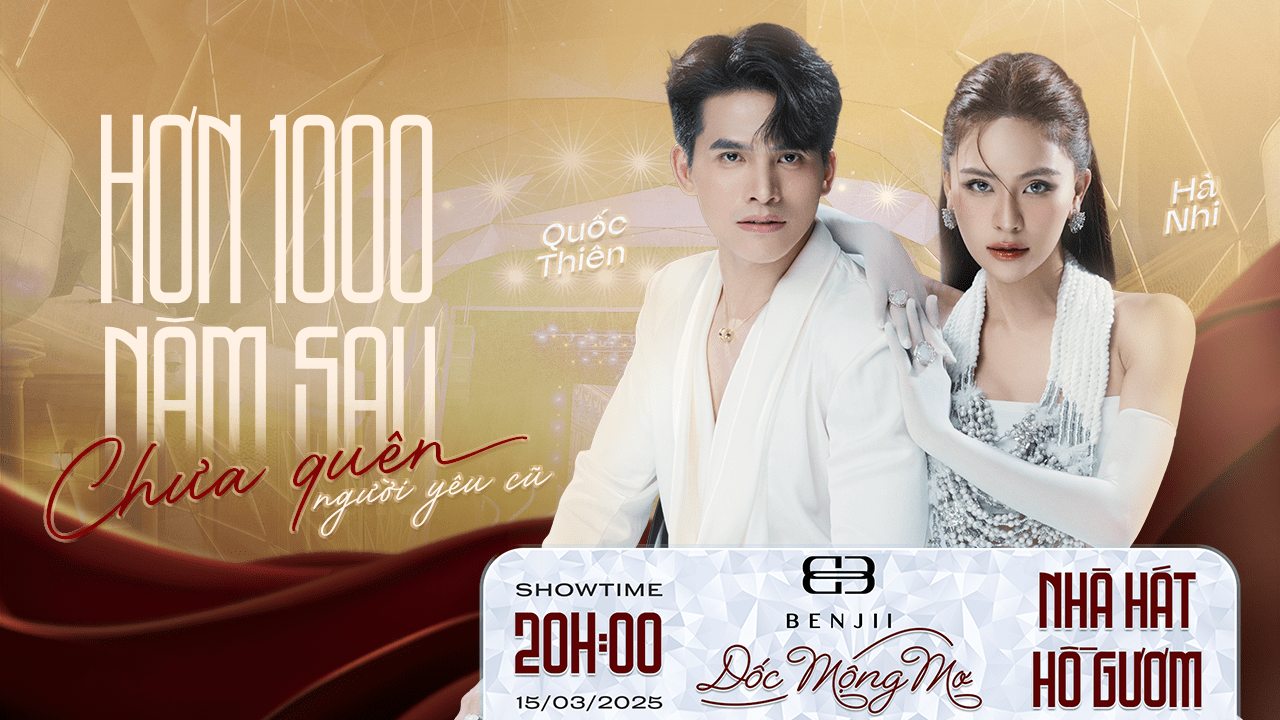 HƠN 1000
NĂM SAU
Chưa quên
người yêu cũ
Quốc
Thiên
Hà
Nhi
SHOWTIME
20H:00
15/03/2025
BENJII
Dốc Mộng Mơ
NHÀ HÁT
HỒ GƯƠM